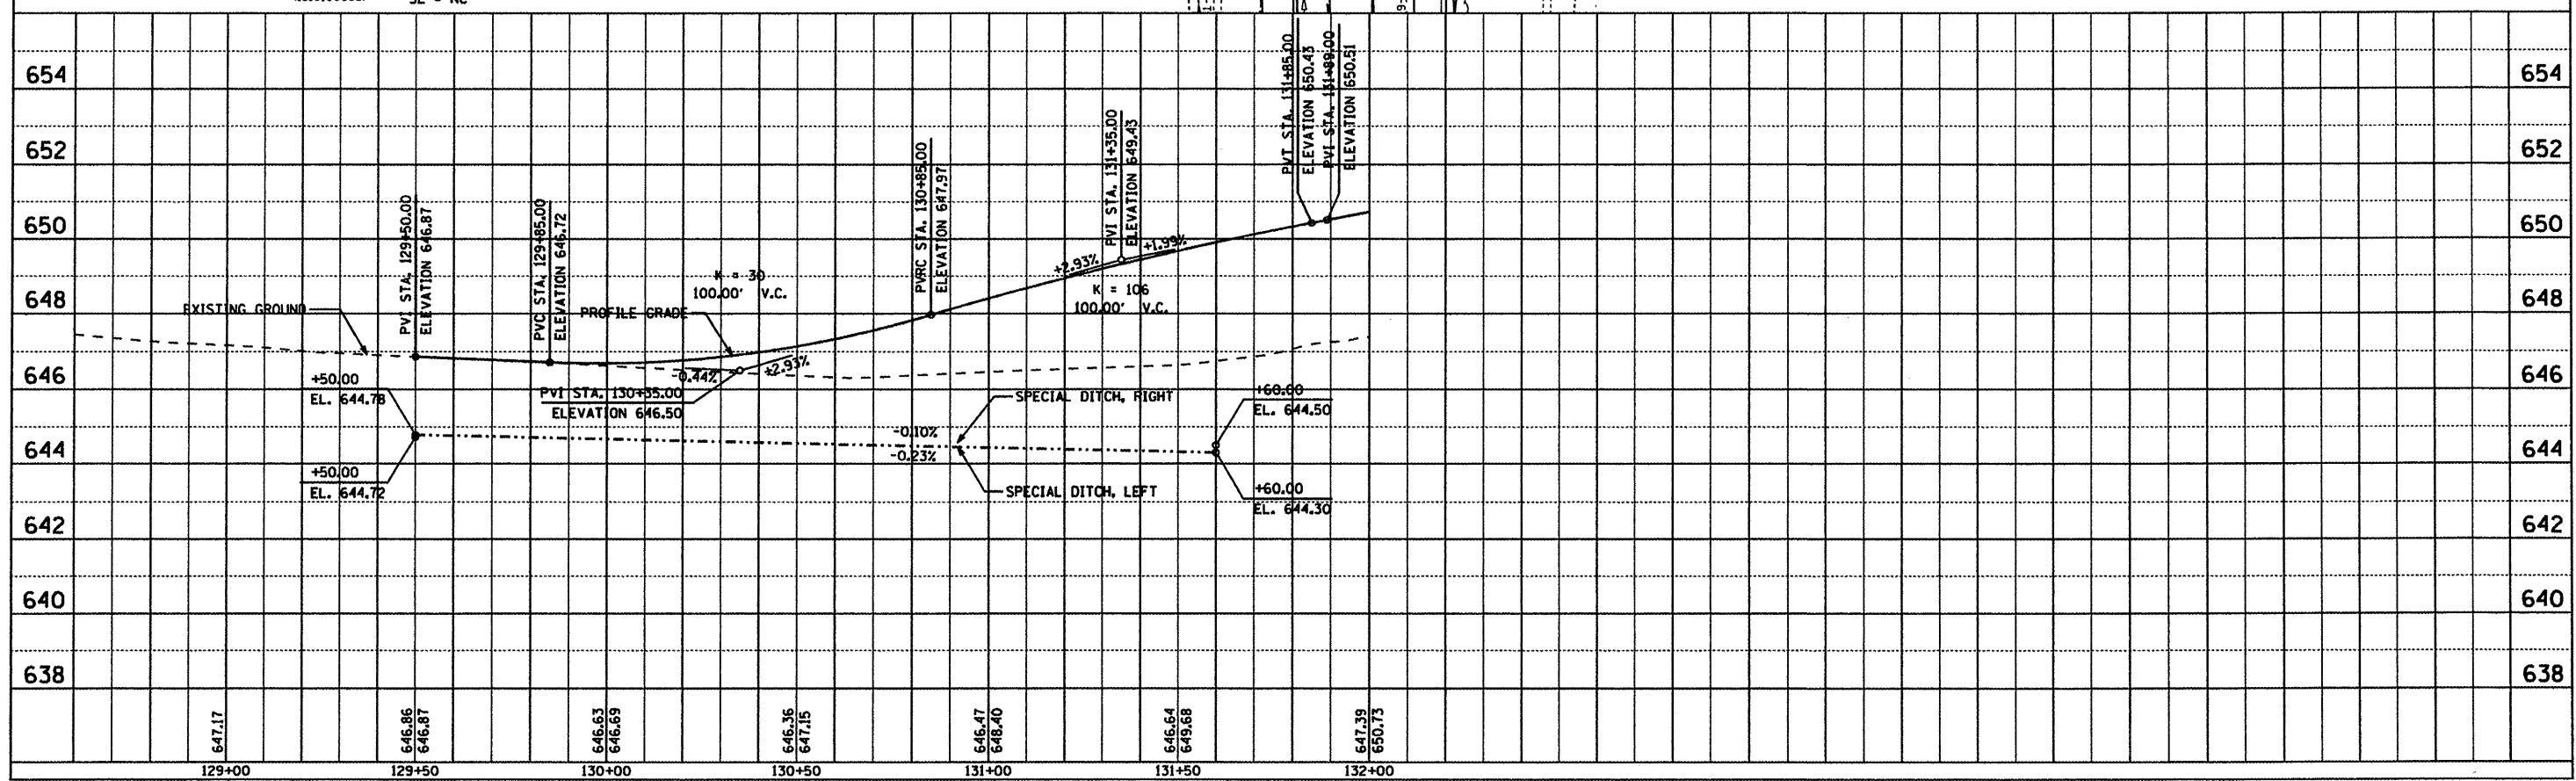 654
652
650
648
646
644
642
640
638
654
652
650
648
646
644
642
640
638
EXISTING GROUND
PVI STA. 129+50.00
ELEVATION 646.87
PVC STA. 129+85.00
ELEVATION 646.72
K = 30
100.00' V.C.
PROFILE GRADE
-0.44%
+2.93%
PVI STA. 130+35.00
ELEVATION 646.50
PVRC STA. 130+85.00
ELEVATION 647.97
+2.93%
PVI STA. 131+35.00
ELEVATION 649.43
+1.99%
K = 106
100.00' V.C.
PVT STA. 131+85.00
ELEVATION 650.43
PVI STA. 131+89.00
ELEVATION 650.51
+50.00
EL. 644.78
+50.00
EL. 644.72
-0.10%
-0.23%
SPECIAL DITCH, RIGHT
SPECIAL DITCH, LEFT
+60.00
EL. 644.50
+60.00
EL. 644.30
647.17
646.86
646.87
646.63
646.69
646.36
647.15
646.47
648.40
646.64
649.68
647.39
650.73
129+00
129+50
130+00
130+50
131+00
131+50
132+00